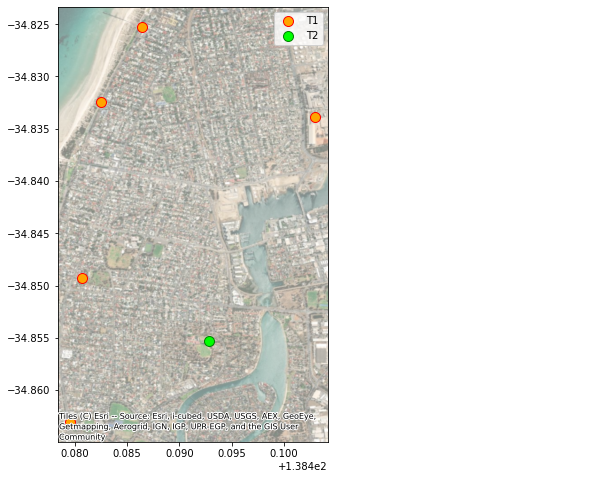 −34.825
−34.830
−34.835
−34.840
−34.845
−34.850
−34.855
−34.860
T1
T2
Tiles (C) Esri -- Source: Esri, i-cubed, USDA, USGS, AEX, GeoEye,
Getmapping, Aerogrid, IGN, IGP, UPR-EGP, and the GIS User
Community
0.080 0.085 0.090 0.095 0.100
+1.384e2